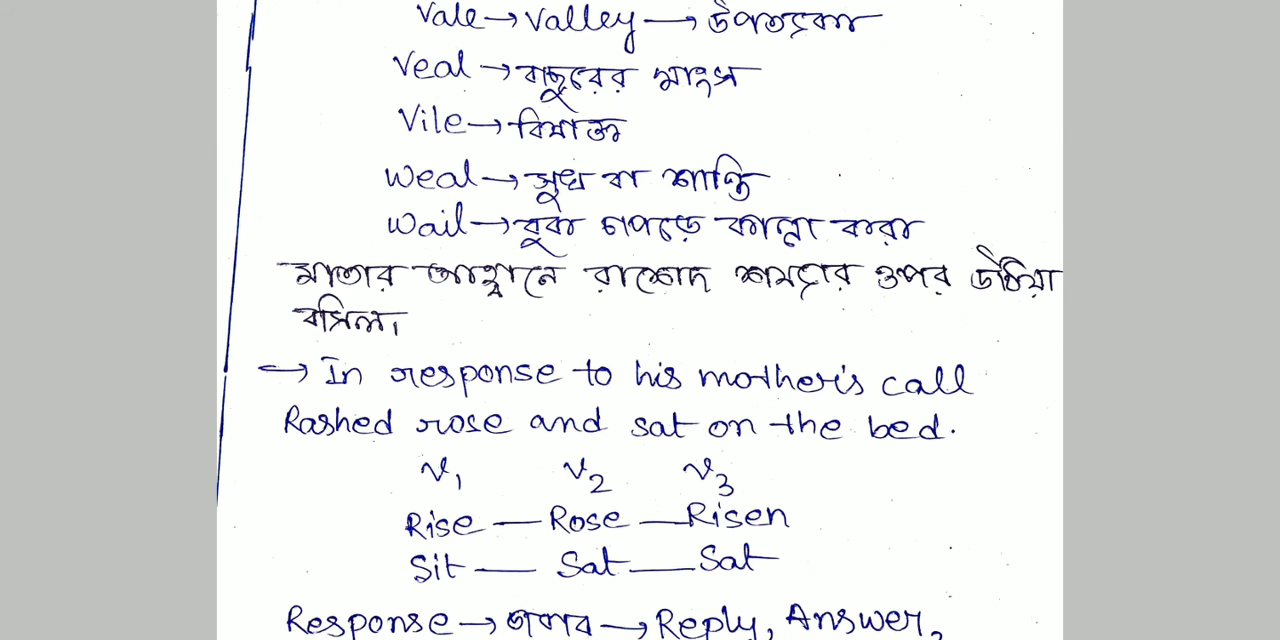 Vale → Valley → উপত্যকা
Veal → বাছুরের মাংস
Vile → বিষাক্ত
Weal → সুখ বা শান্তি
Wail → বুক চাপড়ে কান্না করা
মাতার আহ্বানে রাশেদ শয্যার ওপর উঠিয়া
বসিল।
→ In response to his mother's call
Rashed rose and sat on the bed.
V1 V2 V3
Rise — Rose — Risen
Sit — Sat — Sat
Response → জবাব → Reply, Answer,